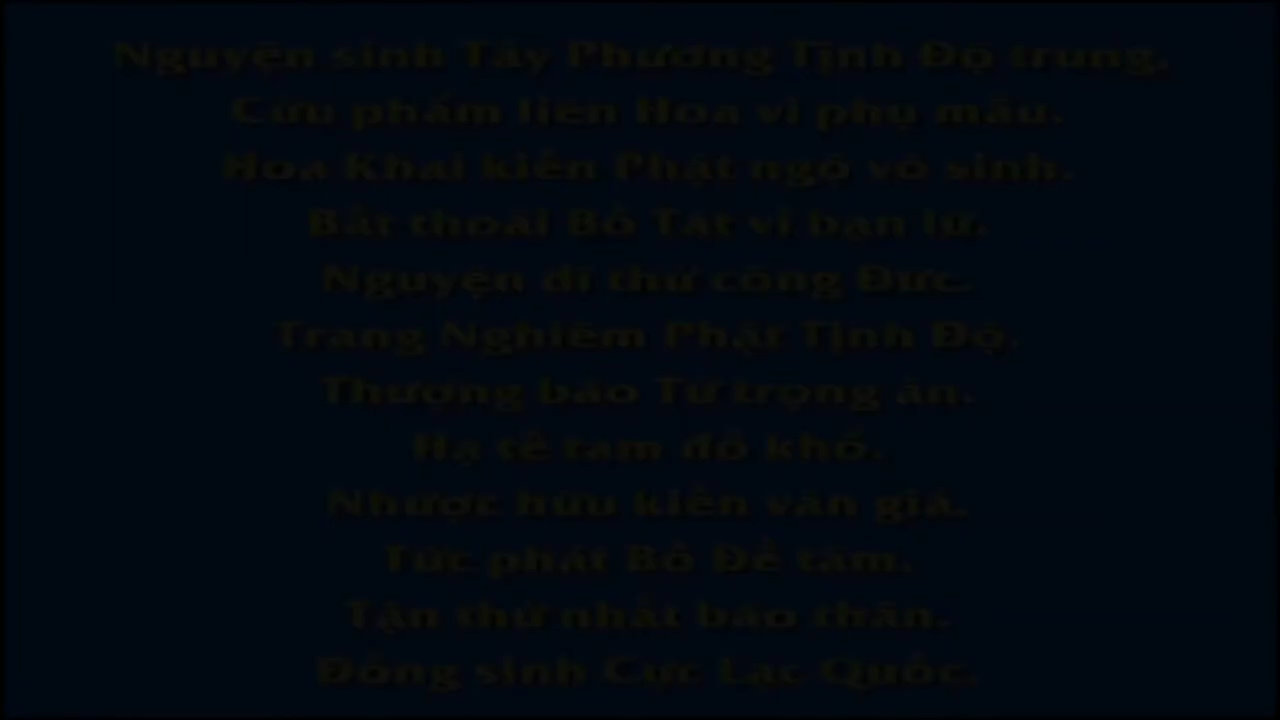 Nguyện sinh Tây Phương Tịnh Độ trung,
Cửu phẩm liên Hoa vi phụ mẫu.
Hoa Khai kiến Phật ngộ vô sinh.
Bất thoái Bồ Tát vi bạn lữ.
Nguyện dĩ thử công Đức.
Trang Nghiêm Phật Tịnh Độ.
Thượng báo Tứ trọng ân.
Hạ tế tam đồ khổ.
Nhược hữu kiến văn giả.
Tức phát Bồ Đề tâm.
Tận thử nhất báo thân.
Đồng sinh Cực Lạc Quốc.